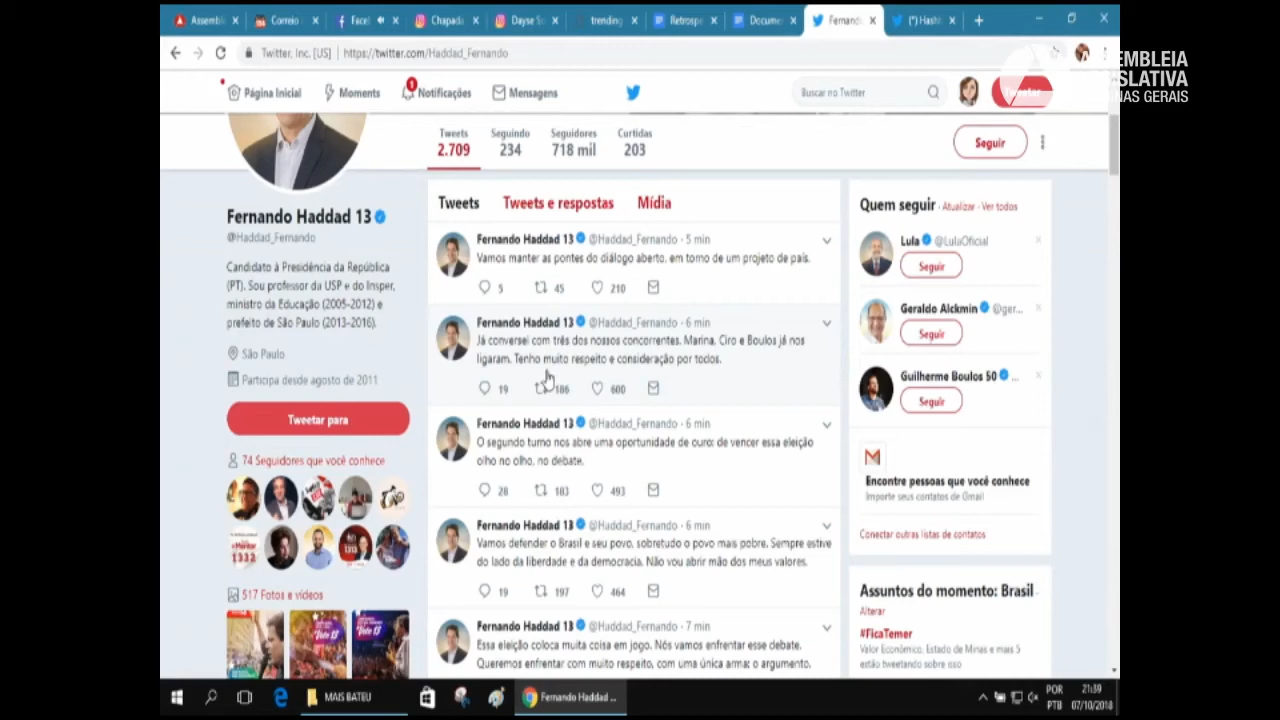 Assembl
Correio
Facel
Chapada
Dayse S
trending
Retrosp
Docume
Fernand
(*) Hash
Twitter, Inc. [US] | https://twitter.com/Haddad_Fernando
EMBLEIA
ISLATIVA
NAS GERAIS
Página Inicial
Moments
1
Notificações
Mensagens
Buscar no Twitter
Tweetar
Tweets
2.709
Seguindo
234
Seguidores
718 mil
Curtidas
203
Seguir
Fernando Haddad 13
@Haddad_Fernando
Candidato à Presidência da República
(PT). Sou professor da USP e do Insper,
ministro da Educação (2005-2012) e
prefeito de São Paulo (2013-2016).
São Paulo
Participa desde agosto de 2011
Tweetar para
74 Seguidores que você conhece
1332
517 Fotos e vídeos
Tweets
Tweets e respostas
Mídia
Fernando Haddad 13 @Haddad_Fernando · 5 min
Vamos manter as pontes do diálogo aberto, em torno de um projeto de país.
5 45 210
Fernando Haddad 13 @Haddad_Fernando · 6 min
Já conversei com três dos nossos concorrentes. Marina, Ciro e Boulos já nos
ligaram. Tenho muito respeito e consideração por todos.
19 186 600
Fernando Haddad 13 @Haddad_Fernando · 6 min
O segundo turno nos abre uma oportunidade de ouro: de vencer essa eleição
olho no olho, no debate.
28 183 493
Fernando Haddad 13 @Haddad_Fernando · 6 min
Vamos defender o Brasil e seu povo, sobretudo o povo mais pobre. Sempre estive
do lado da liberdade e da democracia. Não vou abrir mão dos meus valores.
19 197 464
Fernando Haddad 13 @Haddad_Fernando · 7 min
Essa eleição coloca muita coisa em jogo. Nós vamos enfrentar esse debate.
Queremos enfrentar com muito respeito, com uma única arma: o argumento.
Quem seguir · Atualizar · Ver todos
Lula @LulaOficial
Seguir
Geraldo Alckmin @ger...
Seguir
Guilherme Boulos 50 ...
Seguir
Encontre pessoas que você conhece
Importe seus contatos do Gmail
Conectar outras listas de contatos
Assuntos do momento: Brasil ·
Alterar
#FicaTemer
Valor Econômico, Estado de Minas e mais 5
estão tweetando sobre isso
MAIS BATEU
Fernando Haddad ...
POR
PTB
21:39
07/10/2018